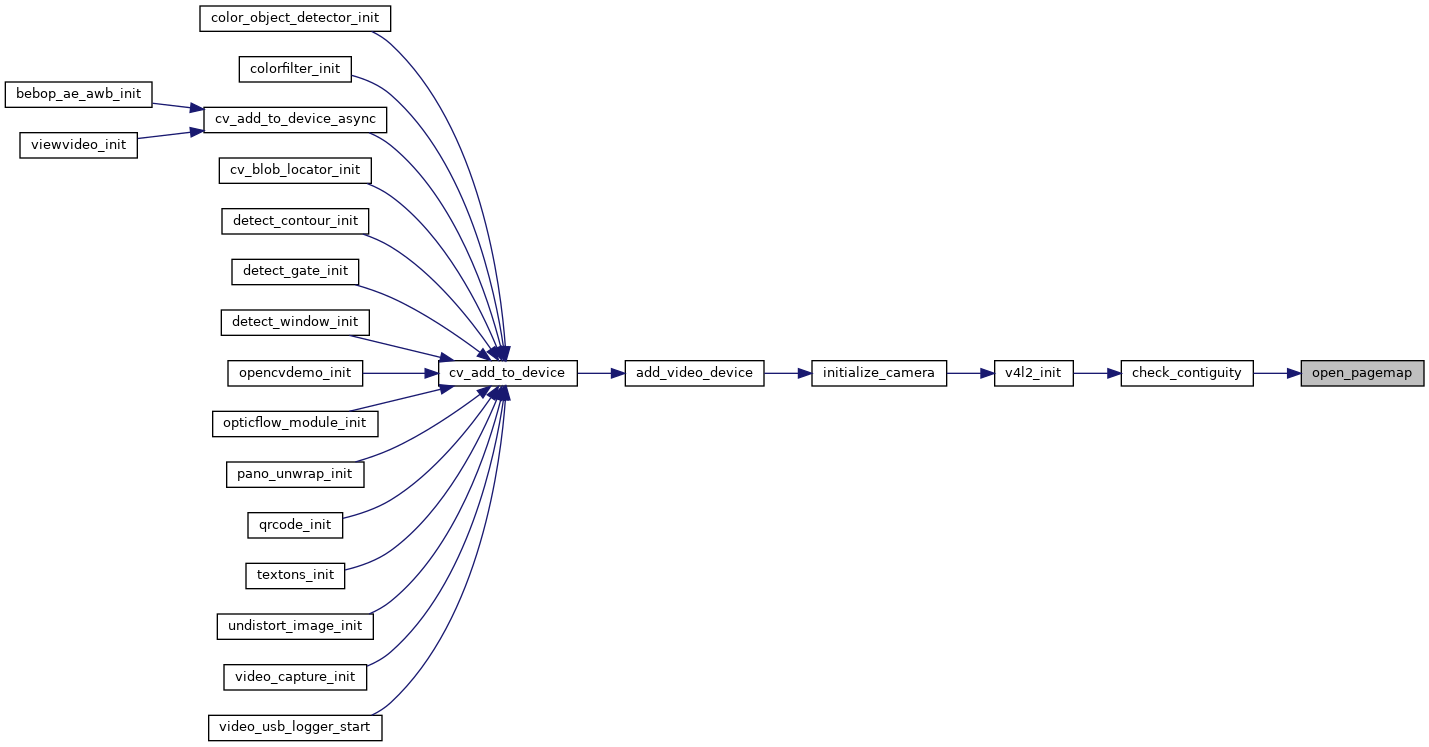 color_object_detector_init
colorfilter_init
bebop_ae_awb_init
cv_add_to_device_async
viewvideo_init
cv_blob_locator_init
detect_contour_init
detect_gate_init
detect_window_init
opencvdemo_init
cv_add_to_device
add_video_device
initialize_camera
v4l2_init
check_contiguity
open_pagemap
opticflow_module_init
pano_unwrap_init
qrcode_init
textons_init
undistort_image_init
video_capture_init
video_usb_logger_start